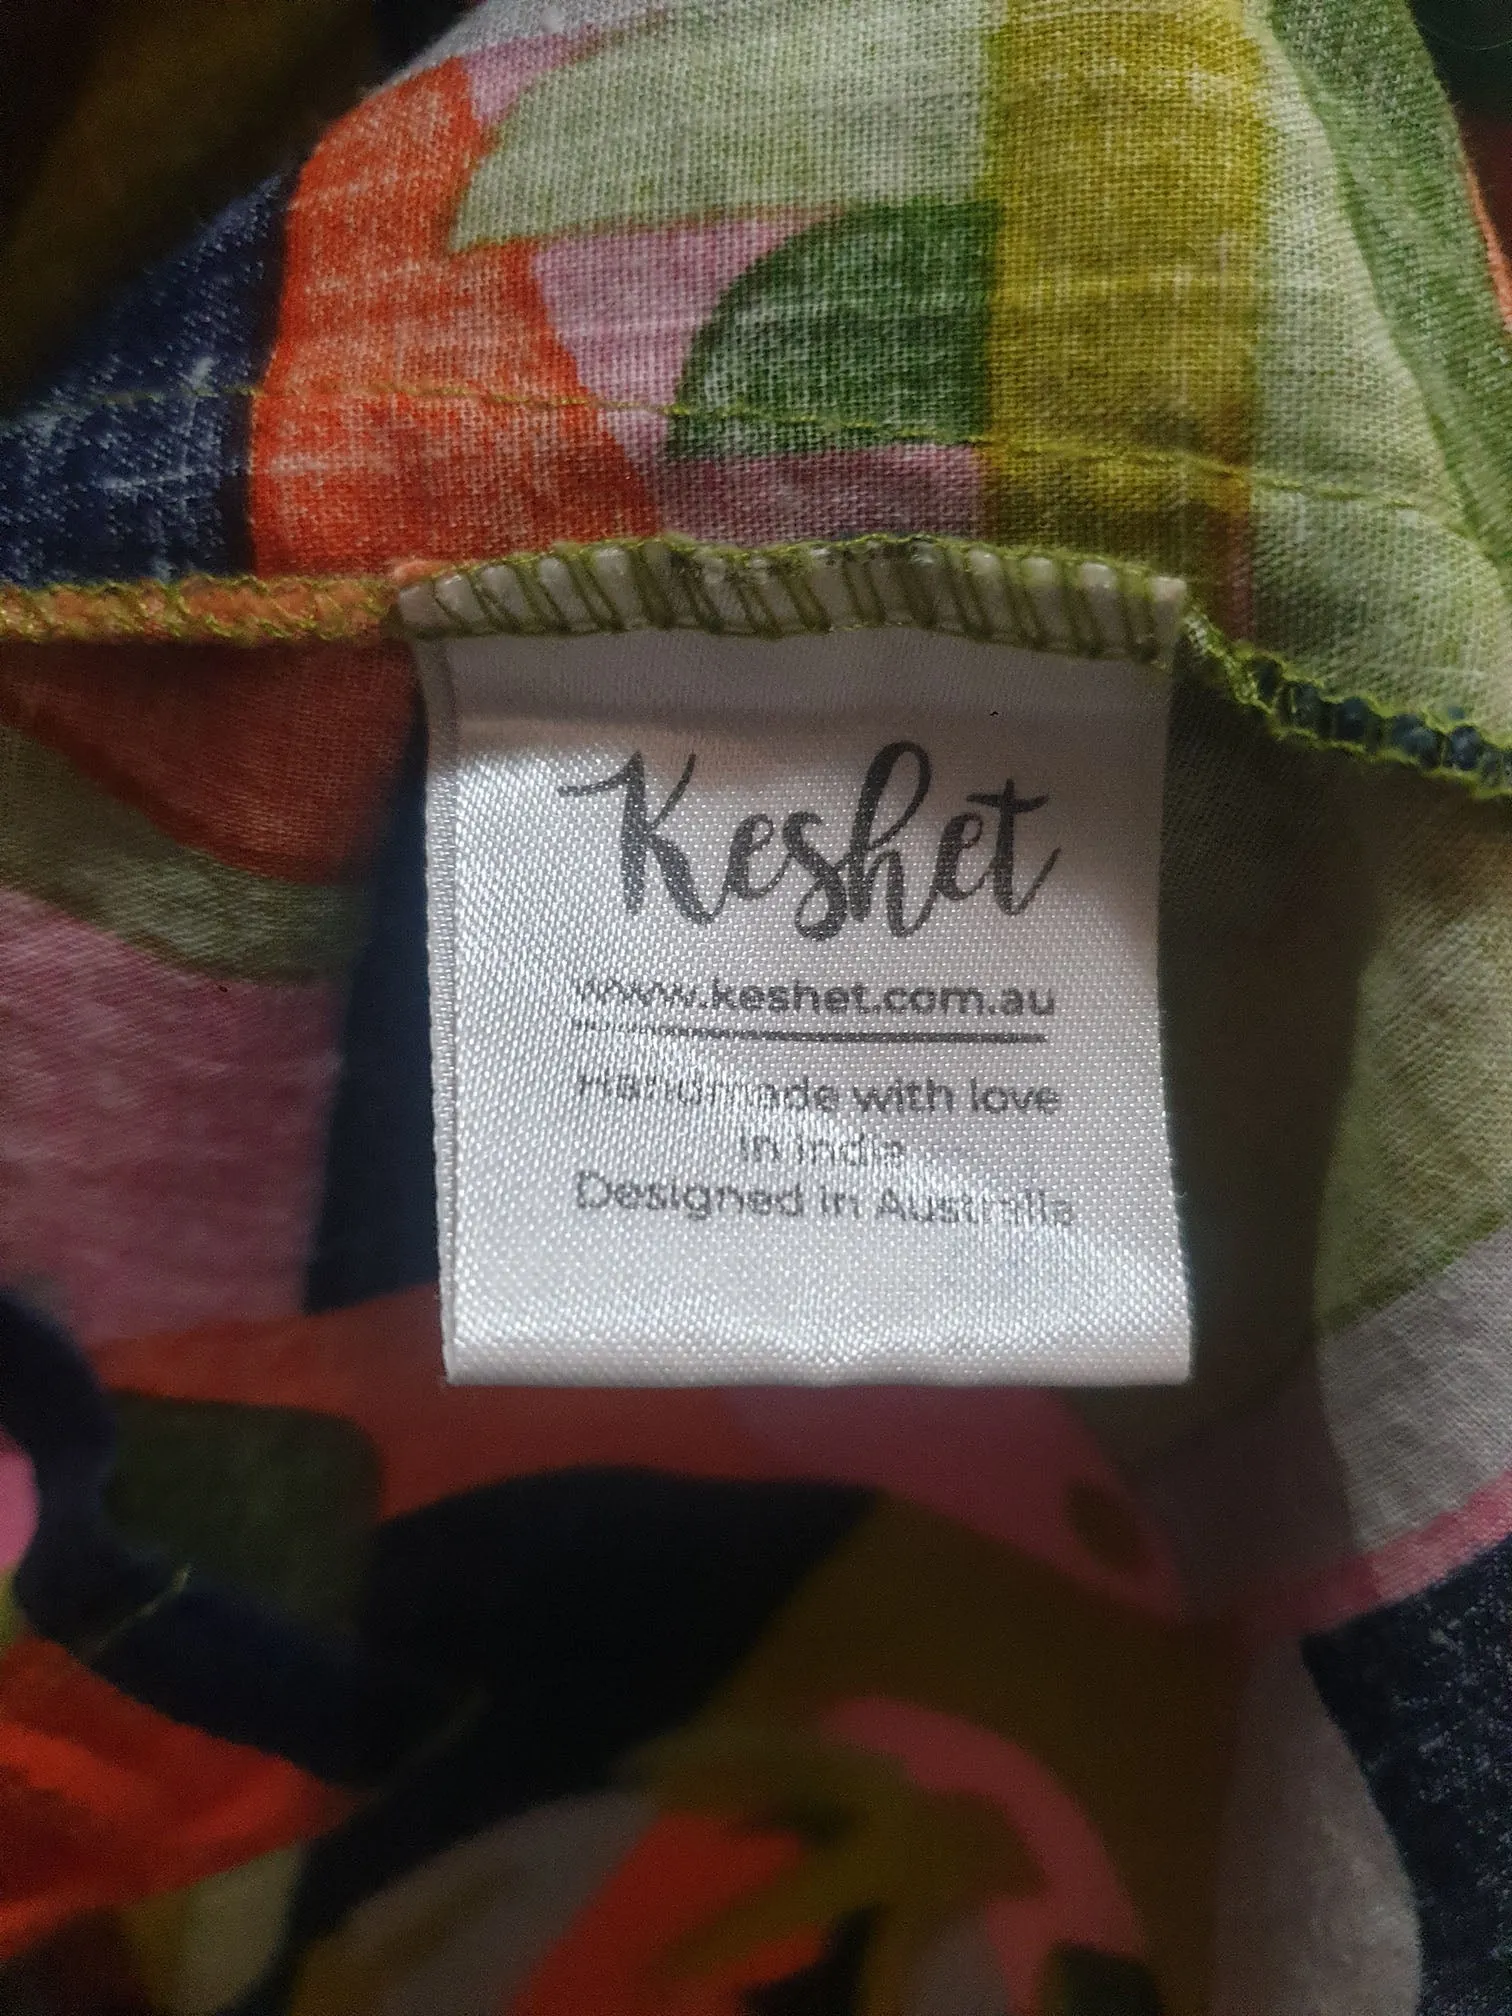 Keshet
www.keshet.com.au
Handmade with love
in India
Designed in Australia